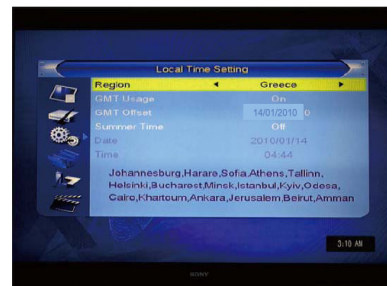 Local Time Setting
Region Greece
GMT Usage On
GMT Offset 14/01/2010 0
Summer Time Off
Date 2010/01/14
Time 04:44
Johannesburg,Harare,Sofia,Athens,Tallinn,
Helsinki,Bucharest,Minsk,Istanbul,Kyiv,Odesa,
Cairo,Khartoum,Ankara,Jerusalem,Beirut,Amman
3:10 AM
SONY